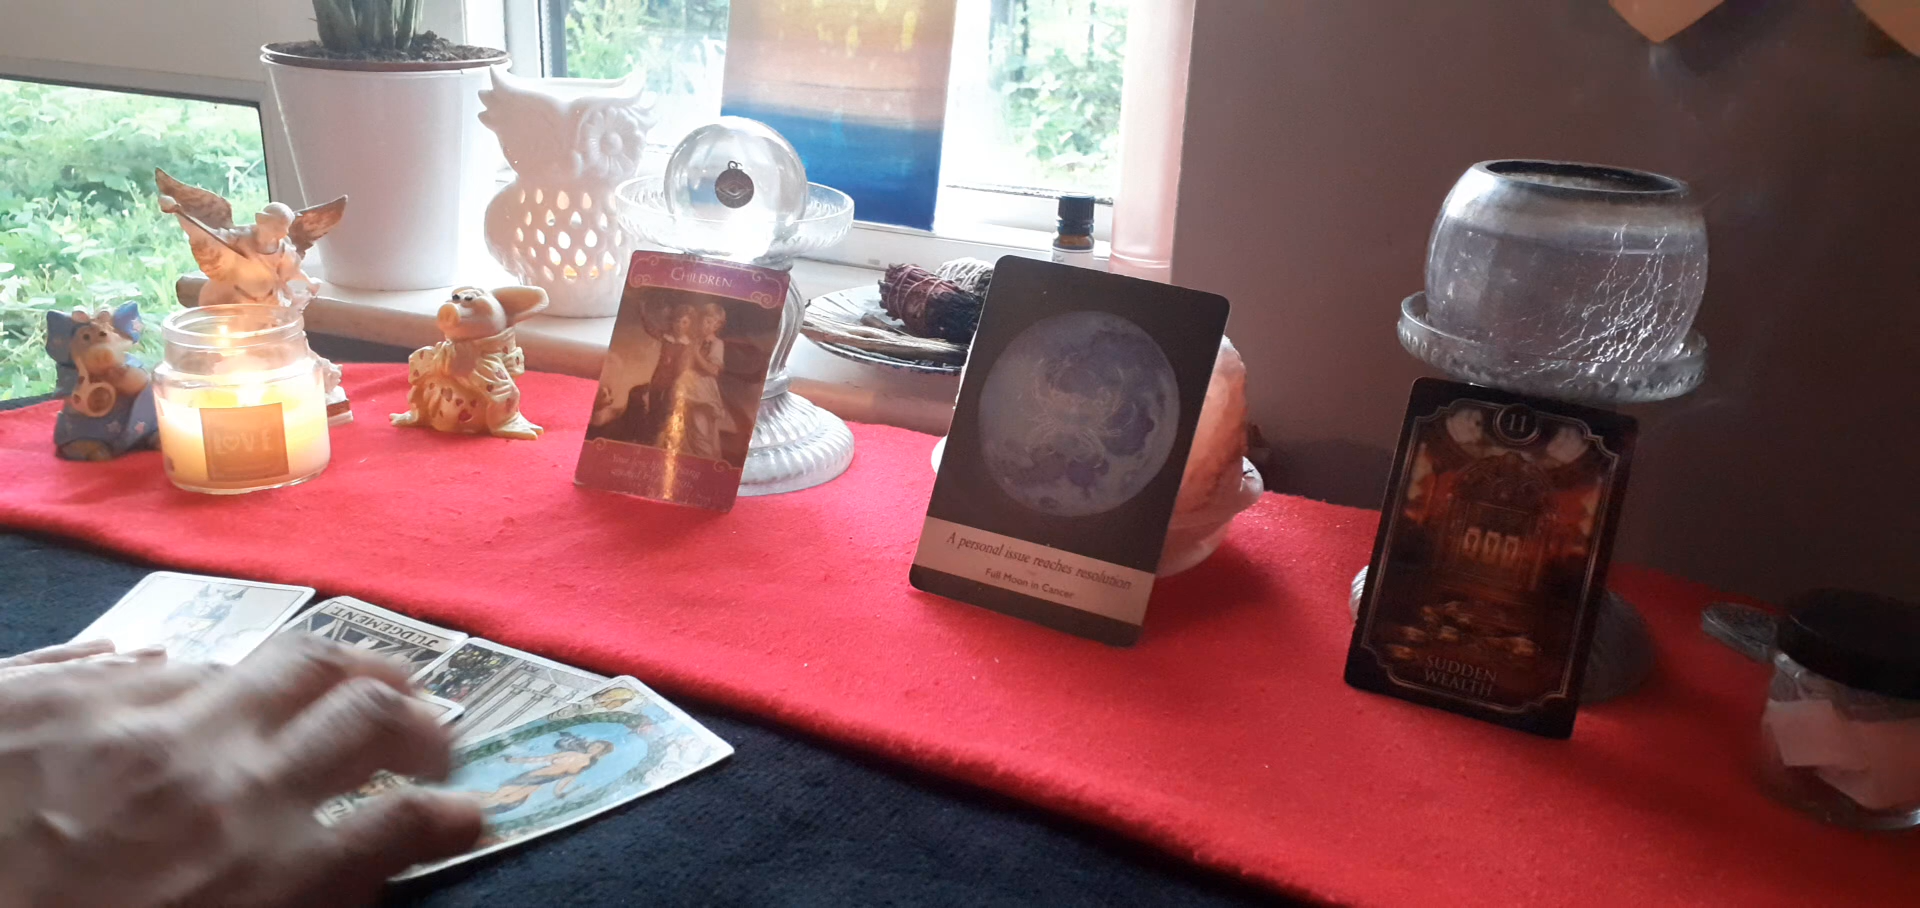 LOVE
CHILDREN
A personal issue reaches resolution
Full Moon in Cancer
11
SUDDEN
WEALTH
JUDGEMENT.